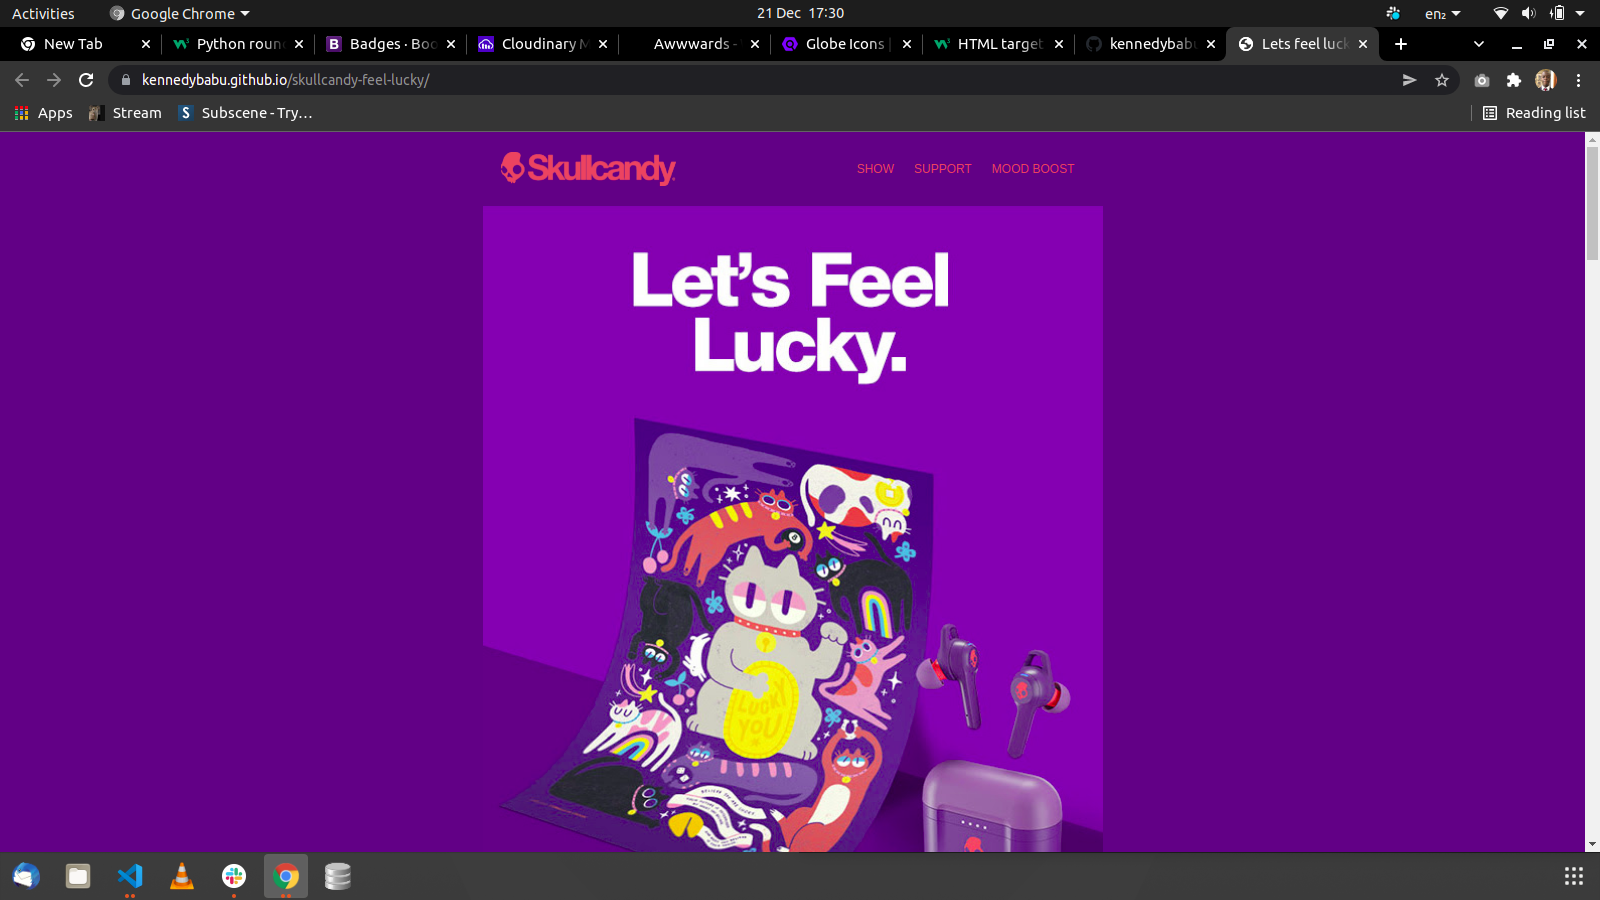 Activities
Google Chrome
21 Dec 17:30
en₂
New Tab
Python roun
Badges · Boo
Cloudinary M
Awwwards -
Globe Icons |
HTML target
kennedybabu
Lets feel luck
kennedybabu.github.io/skullcandy-feel-lucky/
Apps
Stream
Subscene - Try...
Reading list
Skullcandy
SHOW
SUPPORT
MOOD BOOST
Let's Feel
Lucky.
8
LUCKY
YOU